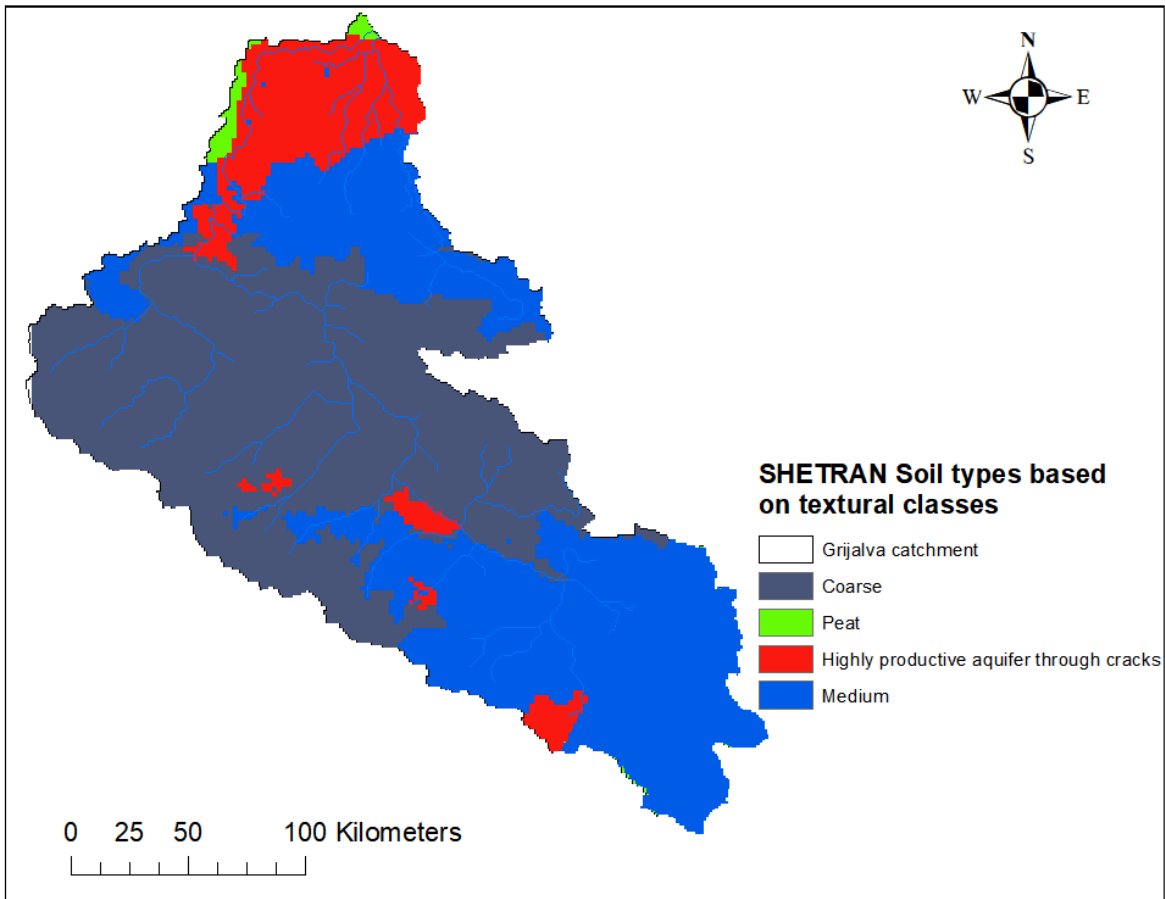 N
W E
S
SHETRAN Soil types based
on textural classes
Grijalva catchment
Coarse
Peat
Highly productive aquifer through cracks
Medium
0 25 50 100 Kilometers